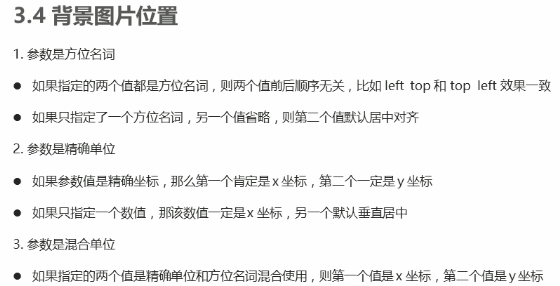 3.4 背景图片位置
1. 参数是方位名词
● 如果指定的两个值都是方位名词，则两个值前后顺序无关，比如 left top 和 top left 效果一致
● 如果只指定了一个方位名词，另一个值省略，则第二个值默认居中对齐
2. 参数是精确单位
● 如果参数值是精确坐标，那么第一个肯定是 x 坐标，第二个一定是 y 坐标
● 如果只指定一个数值，那该数值一定是 x 坐标，另一个默认垂直居中
3. 参数是混合单位
● 如果指定的两个值是精确单位和方位名词混合使用，则第一个值是 x 坐标，第二个值是 y 坐标